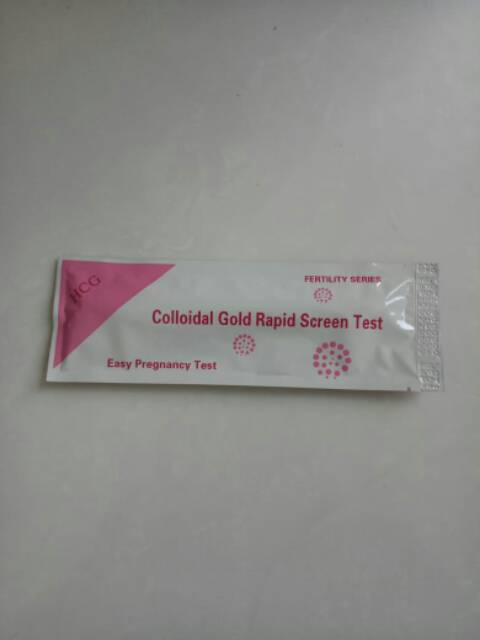 HCG
FERTILITY SERIES
Colloidal Gold Rapid Screen Test
Easy Pregnancy Test